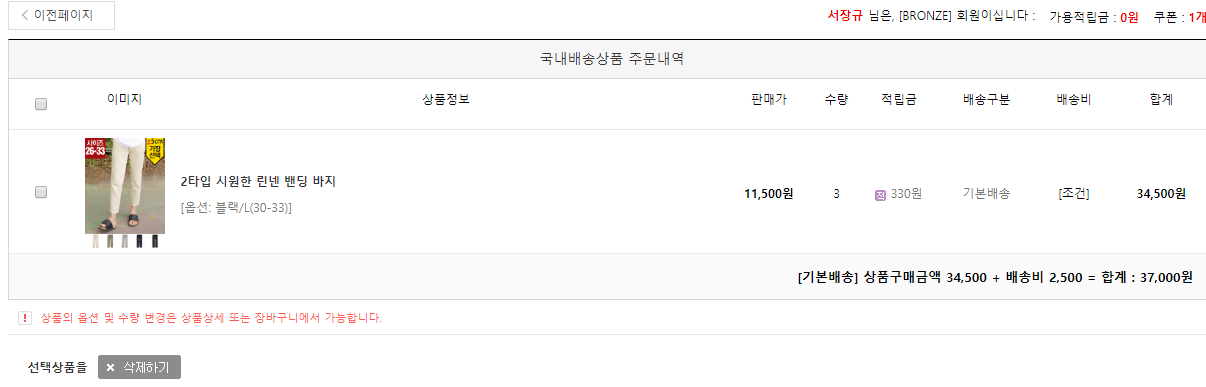 < 이전페이지
서장규 님은, [BRONZE] 회원이십니다 : 가용적립금 : 0원 쿠폰 : 1개
국내배송상품 주문내역
이미지 상품정보 판매가 수량 적립금 배송구분 배송비 합계
사이즈
26-33
±5cm
기장
선택
2타입 시원한 린넨 밴딩 바지
[옵션: 블랙/L(30-33)]
11,500원 3 적 330원 기본배송 [조건] 34,500원
[기본배송] 상품구매금액 34,500 + 배송비 2,500 = 합계 : 37,000원
! 상품의 옵션 및 수량 변경은 상품상세 또는 장바구니에서 가능합니다.
선택상품을 × 삭제하기